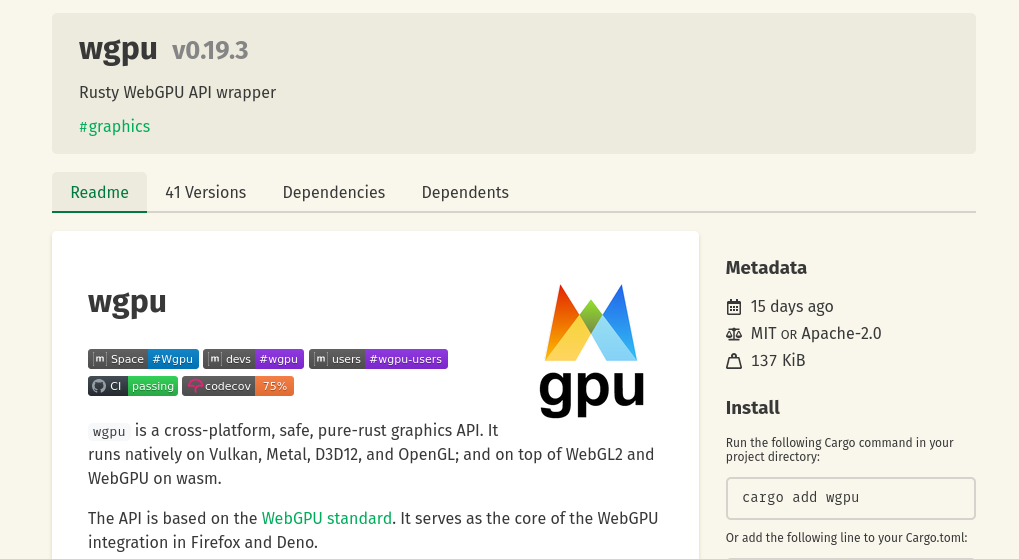 wgpu v0.19.3
Rusty WebGPU API wrapper
#graphics
Readme 41 Versions Dependencies Dependents
wgpu
gpu
[m] Space #Wgpu [m] devs #wgpu [m] users #wgpu-users
CI passing codecov 75%
wgpu is a cross-platform, safe, pure-rust graphics API. It
runs natively on Vulkan, Metal, D3D12, and OpenGL; and on top of WebGL2 and
WebGPU on wasm.
The API is based on the WebGPU standard. It serves as the core of the WebGPU
integration in Firefox and Deno.
Metadata
15 days ago
MIT OR Apache-2.0
137 KiB
Install
Run the following Cargo command in your
project directory:
cargo add wgpu
Or add the following line to your Cargo.toml: